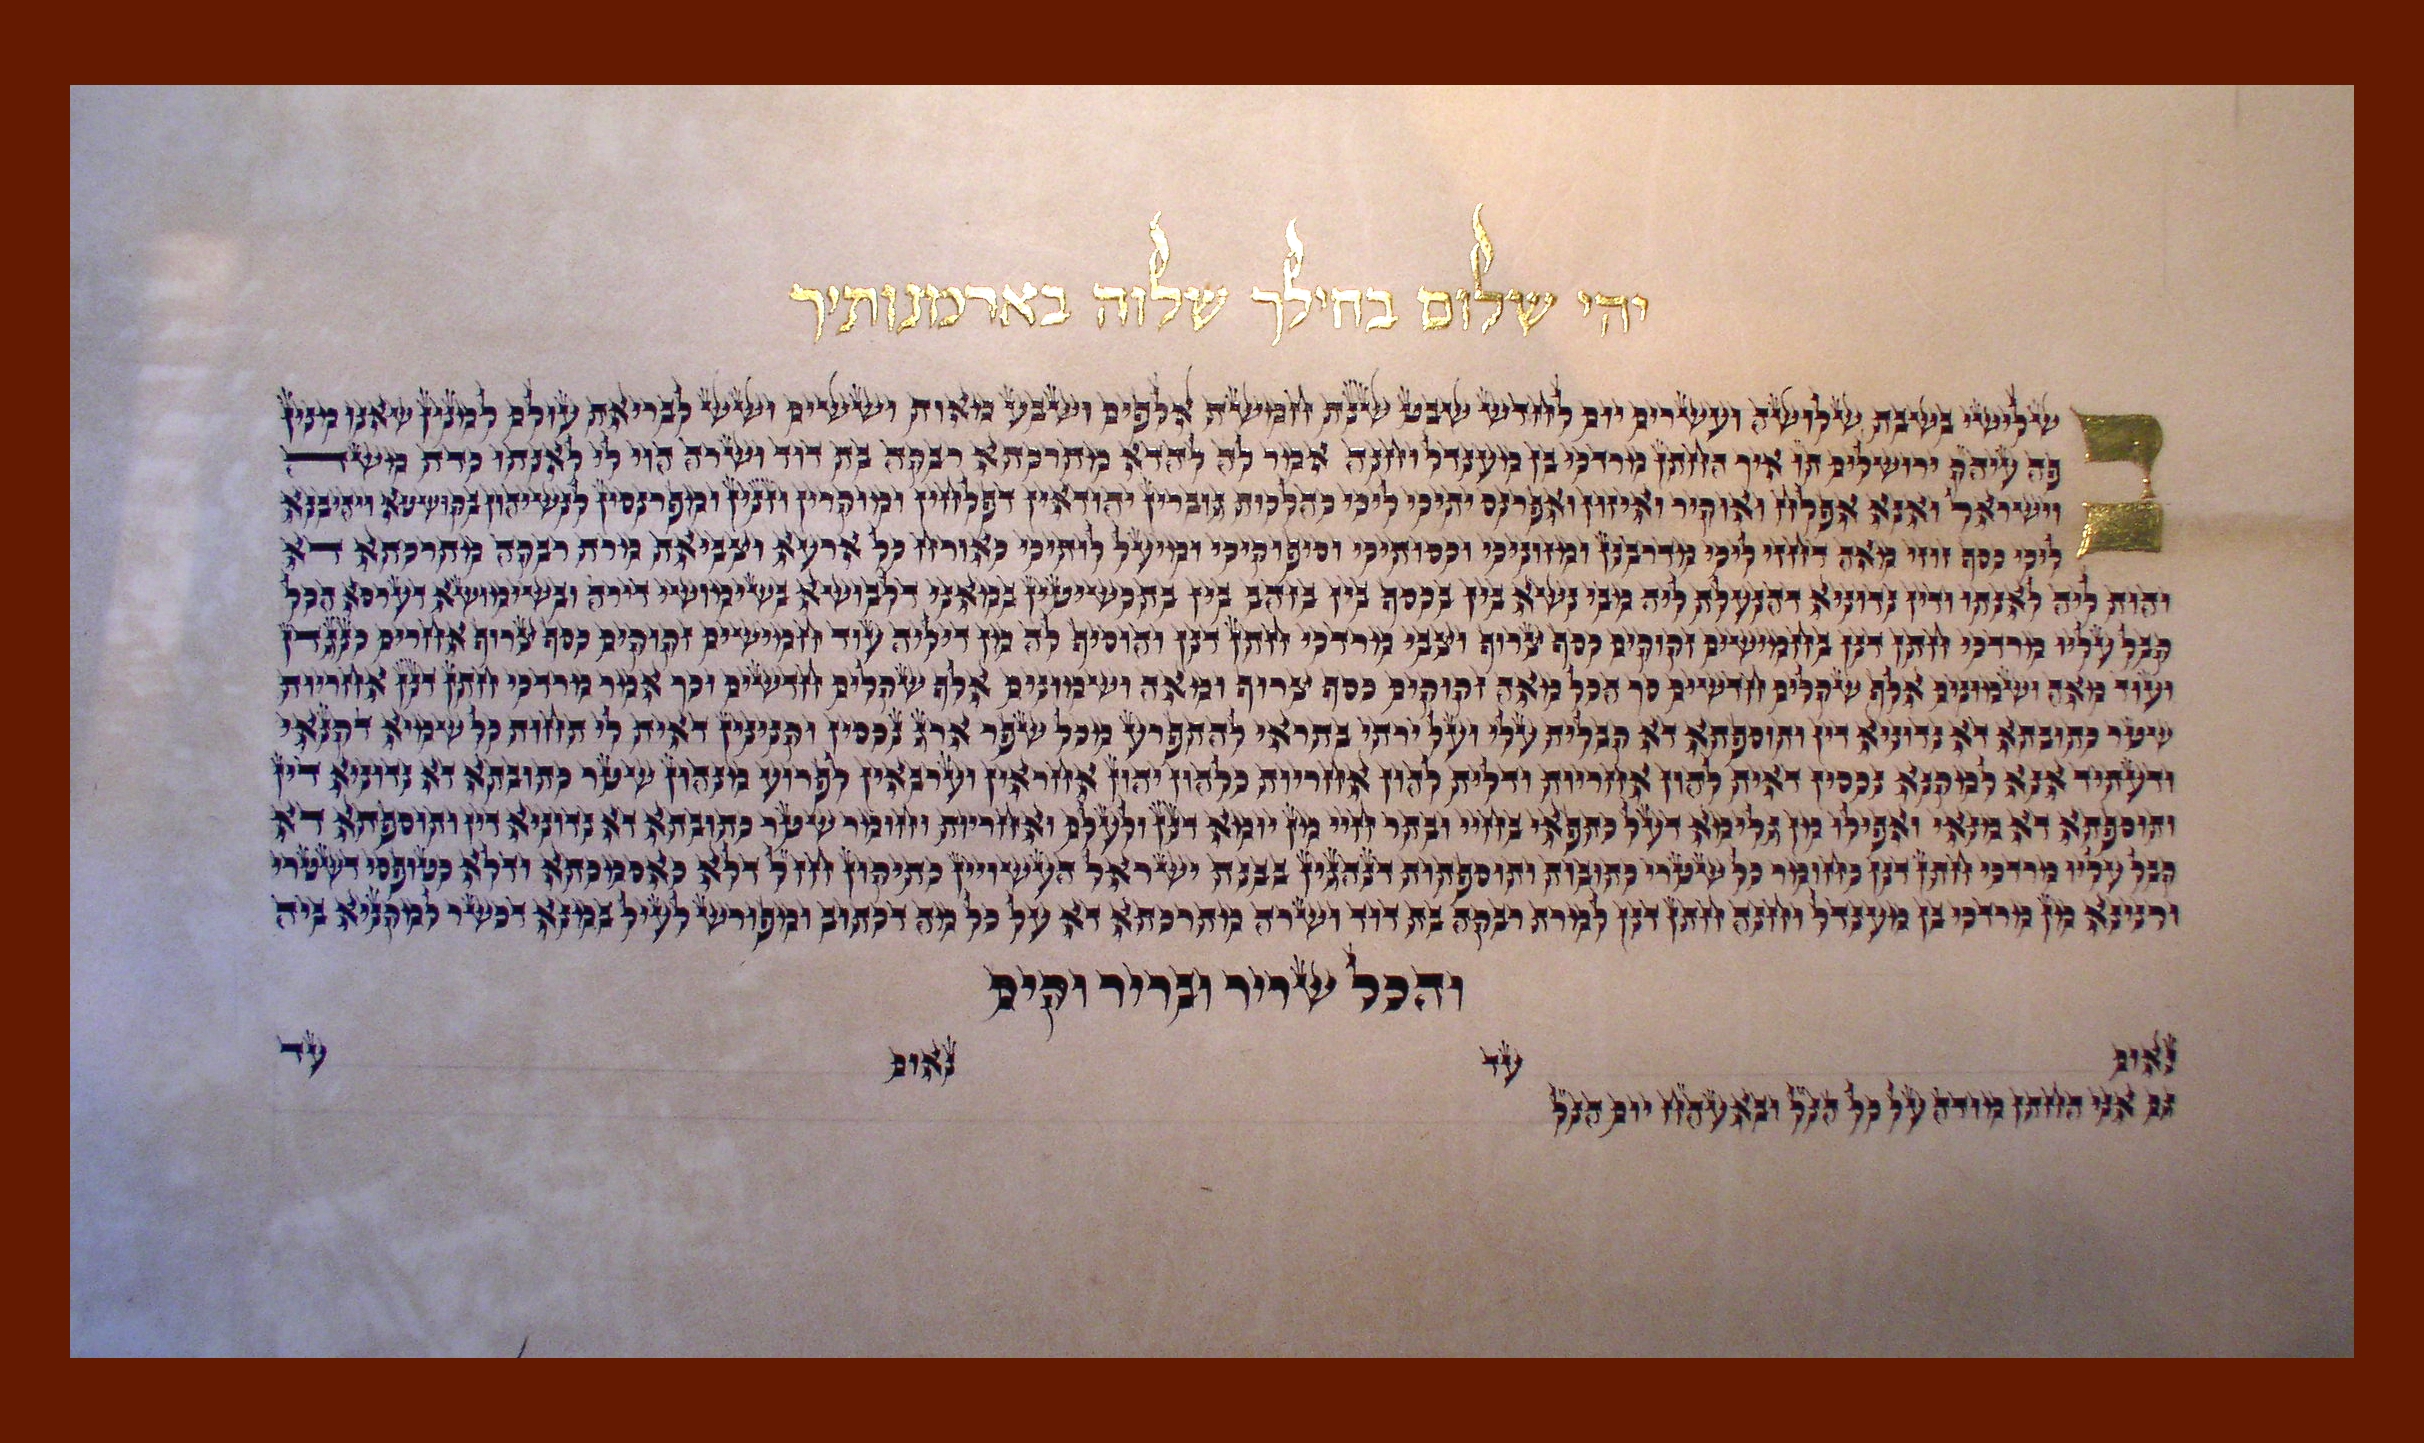 יהי שלום בחילך שלוה בארמנותיך
ב
שלישי בשבת שלושה ועשרים יום לחדש שבט שנת חמשת אלפים ושבע מאות וששים ושש לבריאת עולם למנין שאנו מנין
פה עיהק ירושלים תו איך החתן מרדכי בן מענדל וחנה אמר לה להדא מתרכתא רבקה בת דוד ושרה הוי לי לאנתו כדת משה
וישראל ואנא אפלח ואוקיר ואיזון ואפרנס יתיכי ליכי כהלכות גוברין יהודאין דפלחין ומוקרין וזנין ומפרנסין לנשיהון בקושטא ויהיבנא
ליכי כסף זוזי מאה דחזי ליכי מדרבנן ומזוניכי וכסותיכי וסיפוקיכי ומיעל לותיכי כאורח כל ארעא וצביאת מרת רבקה מתרכתא דא
והות ליה לאנתו ודין נדוניא דהנעלת ליה מבי נשא בין בכסף בין בזהב בין בתכשיטין במאני דלבושא בשימושי דירה ובשימושא דערסא הכל
קבל עליו מרדכי חתן דנן בחמישים זקוקים כסף צרוף וצבי מרדכי חתן דנן והוסיף לה מן דיליה עוד חמישים זקוקים כסף צרוף אחרים כנגדן
ועוד מאה ושמונים אלף שקלים חדשים סך הכל מאה זקוקים כסף צרוף ומאה ושימונים אלף שקלים חדשים וכך אמר מרדכי חתן דנן אחריות
שטר כתובתא דא נדוניא דין ותוספתא דא קבלית עלי ועל ירתי בתראי להתפרע מכל שפר ארג נכסין וקנינין דאית לי תחות כל שמיא דקנאי
ודעתיד אנא למקנא נכסין דאית להון אחריות ודלית להון אחריות כלהון יהון אחראין וערבאין לפרוע מנהון שטר כתובתא דא נדוניא דין
ותוספתא דא מנאי ואפילו מן גלימא דעל כתפאי בחיי ובתר חיי מן יומא דנן ולעלם ואחריות וחומר שטר כתובתא דא נדוניא דין ותוספתא דא
קבל עליו מרדכי חתן דנן כחומר כל שטרי כתובות ותוספתות דנהגין בבנת ישראל העשויין כתיקון חזל דלא כאסמכתא ודלא כטופסי דשטרי
וקנינא מן מרדכי בן מענדל וחנה חתן דנן למרת רבקה בת דוד ושרה מתרכתא דא על כל מה דכתוב ומפורש לעיל במנא דכשר למקניא ביה
והכל שריר ובריר וקים
נאום עד נאום עד
גם אני החתן מודה על כל הנל ובאעהח יום הנל